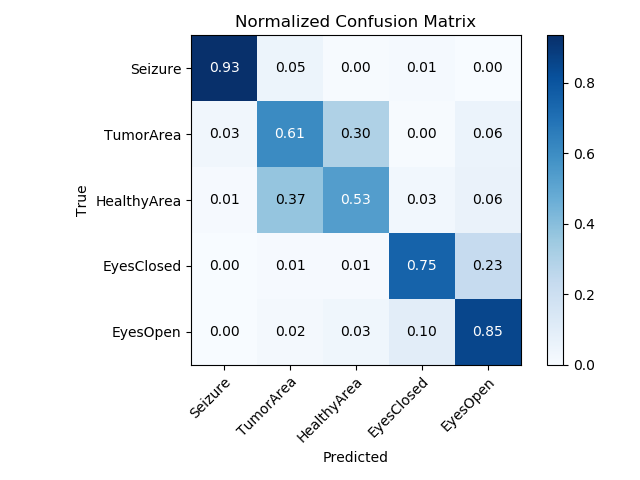 Normalized Confusion Matrix
Seizure 0.93 0.05 0.00 0.01 0.00
TumorArea 0.03 0.61 0.30 0.00 0.06
HealthyArea 0.01 0.37 0.53 0.03 0.06
EyesClosed 0.00 0.01 0.01 0.75 0.23
EyesOpen 0.00 0.02 0.03 0.10 0.85
True
Seizure TumorArea HealthyArea EyesClosed EyesOpen
Predicted
0.8
0.6
0.4
0.2
0.0